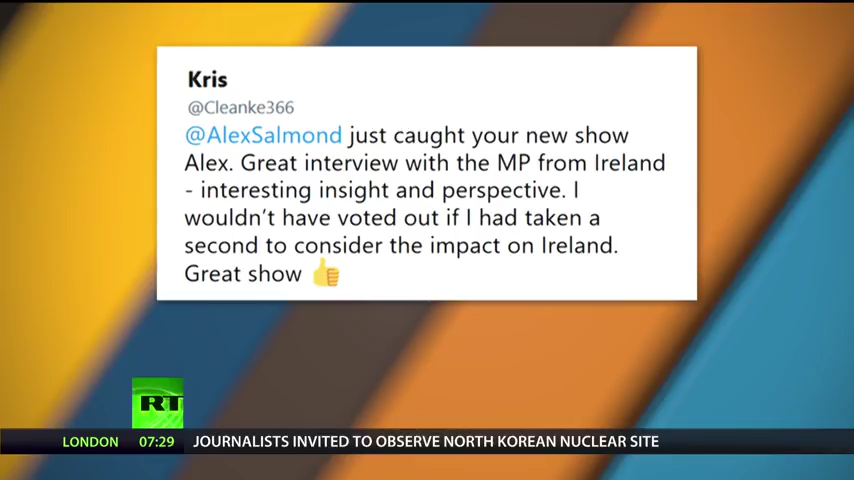 Kris
@Cleanke366
@AlexSalmond just caught your new show
Alex. Great interview with the MP from Ireland
- interesting insight and perspective. I
wouldn't have voted out if I had taken a
second to consider the impact on Ireland.
Great show 👍
RT
LONDON 07:29 JOURNALISTS INVITED TO OBSERVE NORTH KOREAN NUCLEAR SITE